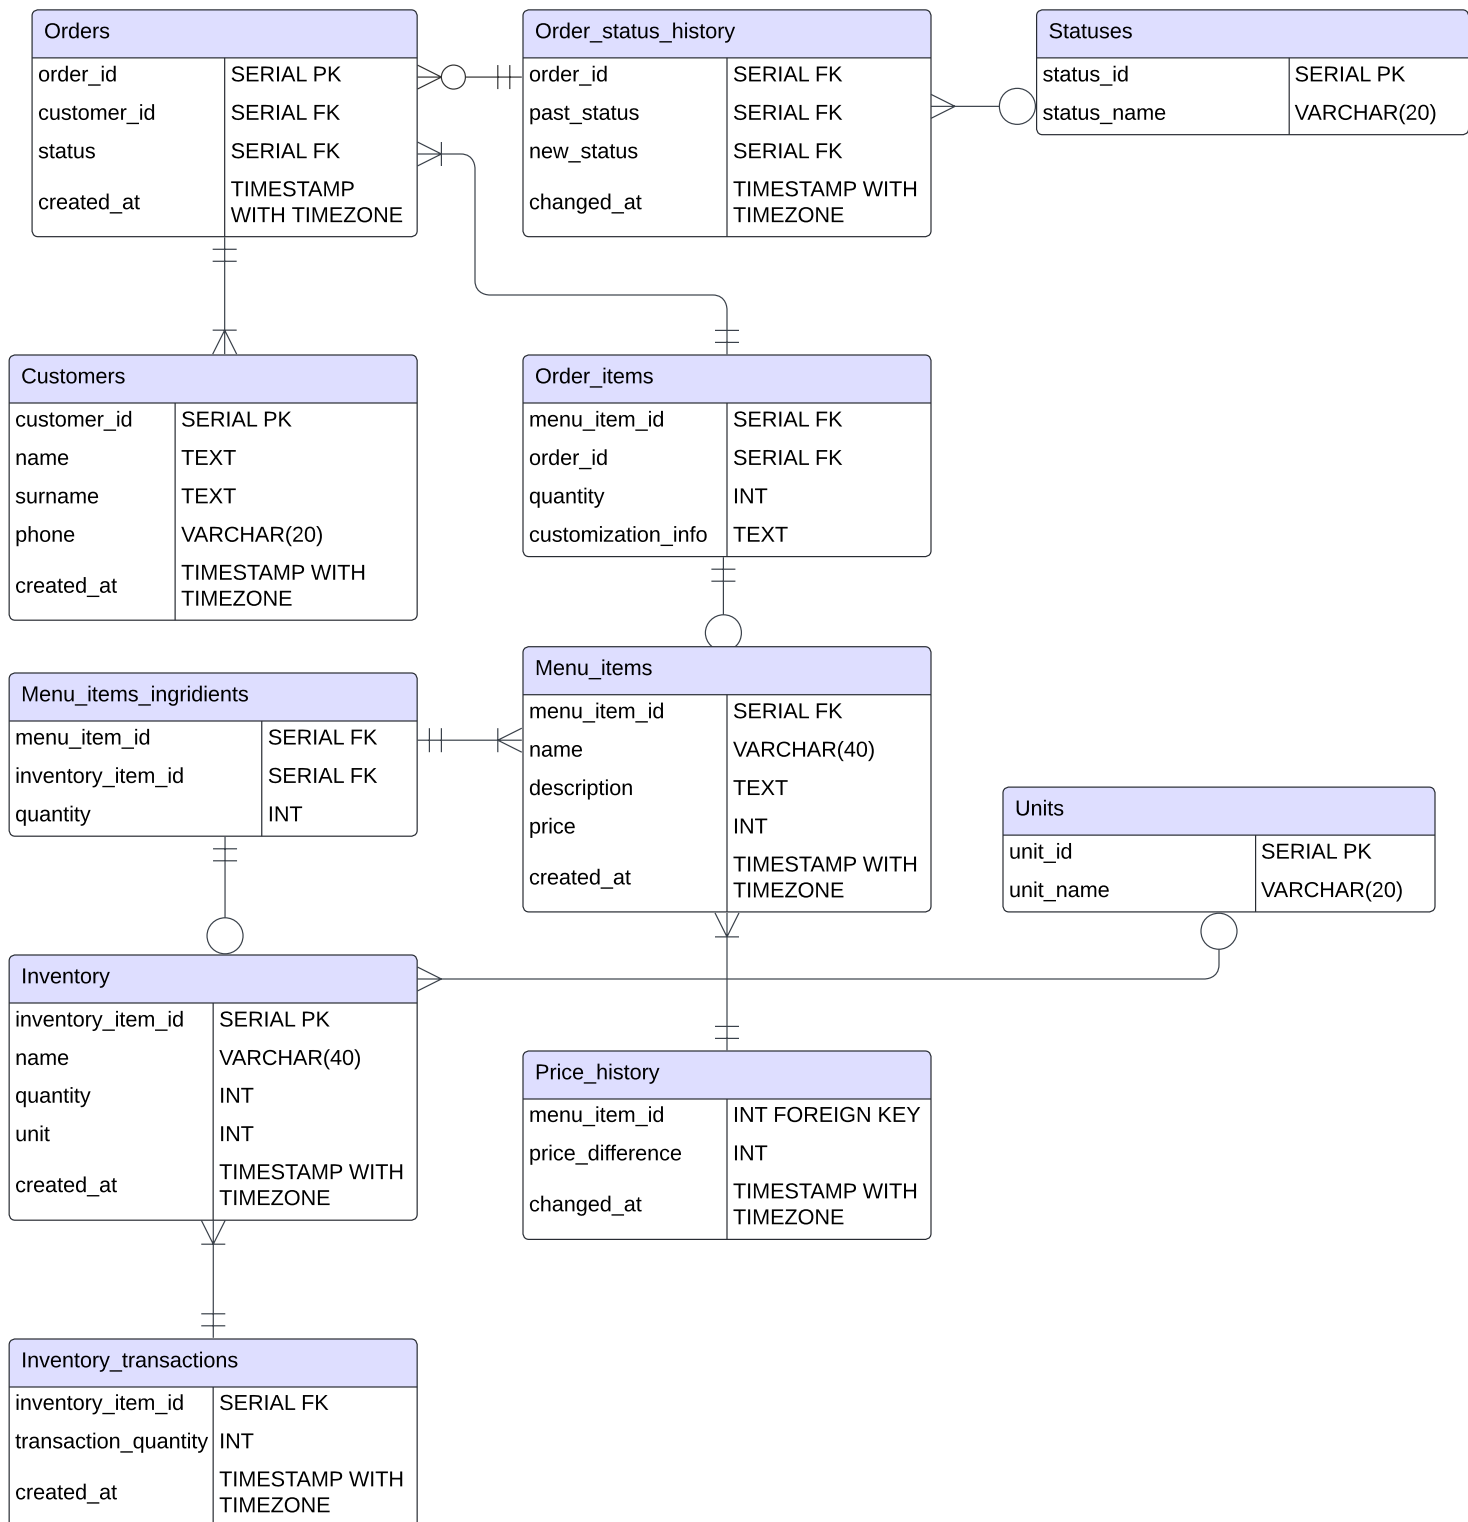 Orders
order_id SERIAL PK
customer_id SERIAL FK
status SERIAL FK
created_at TIMESTAMP
WITH TIMEZONE
Order_status_history
order_id SERIAL FK
past_status SERIAL FK
new_status SERIAL FK
changed_at TIMESTAMP WITH
TIMEZONE
Statuses
status_id SERIAL PK
status_name VARCHAR(20)
Customers
customer_id SERIAL PK
name TEXT
surname TEXT
phone VARCHAR(20)
created_at TIMESTAMP WITH
TIMEZONE
Order_items
menu_item_id SERIAL FK
order_id SERIAL FK
quantity INT
customization_info TEXT
Menu_items_ingridients
menu_item_id SERIAL FK
inventory_item_id SERIAL FK
quantity INT
Menu_items
menu_item_id SERIAL FK
name VARCHAR(40)
description TEXT
price INT
created_at TIMESTAMP WITH
TIMEZONE
Units
unit_id SERIAL PK
unit_name VARCHAR(20)
Inventory
inventory_item_id SERIAL PK
name VARCHAR(40)
quantity INT
unit INT
created_at TIMESTAMP WITH
TIMEZONE
Price_history
menu_item_id INT FOREIGN KEY
price_difference INT
changed_at TIMESTAMP WITH
TIMEZONE
Inventory_transactions
inventory_item_id SERIAL FK
transaction_quantity INT
created_at TIMESTAMP WITH
TIMEZONE